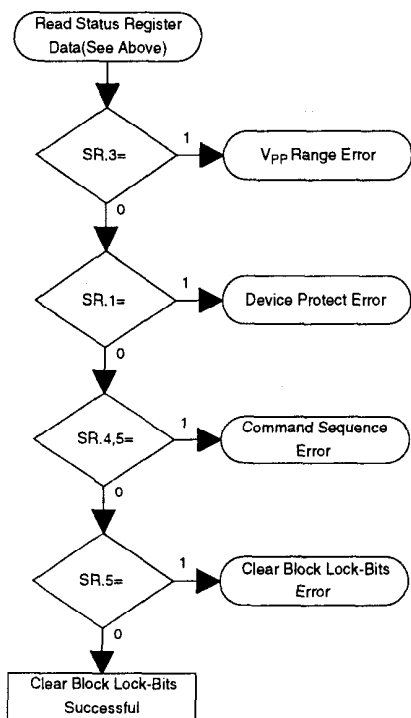 Read Status Register
Data(See Above)
SR.3=
1
VPP Range Error
0
SR.1=
1
Device Protect Error
0
SR.4,5=
1
Command Sequence
Error
0
SR.5=
1
Clear Block Lock-Bits
Error
0
Clear Block Lock-Bits
Successful